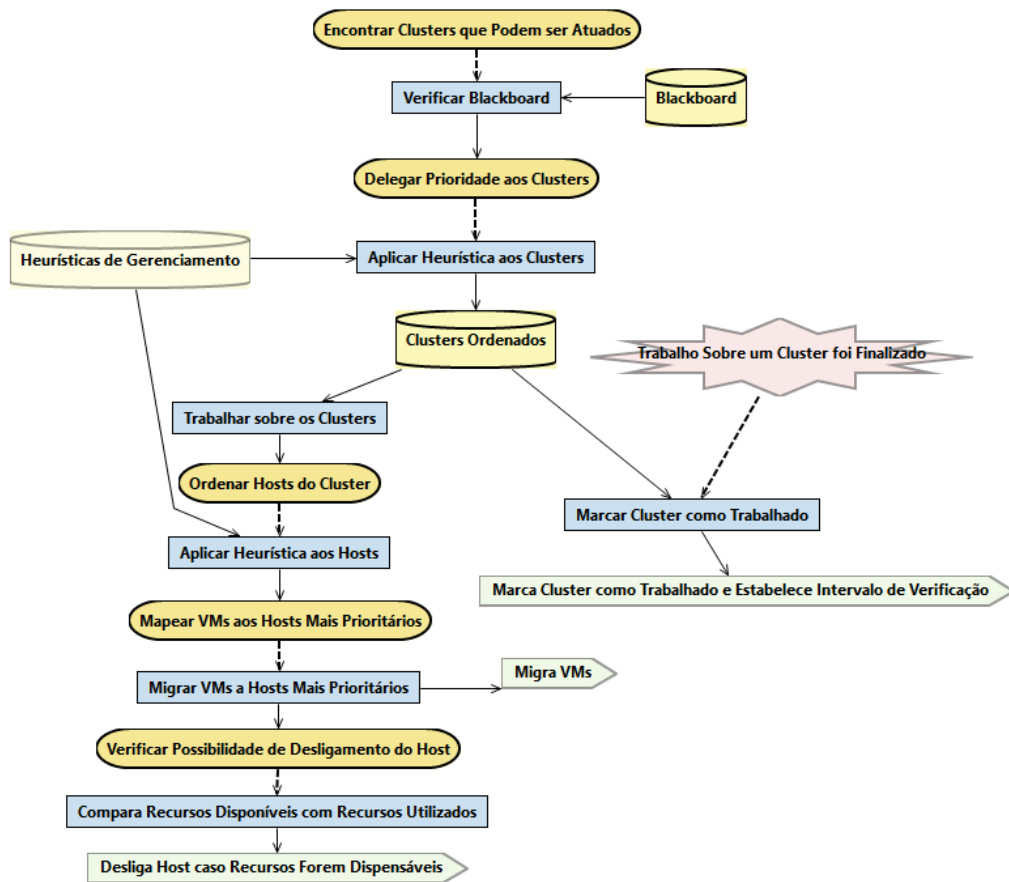 Encontrar Clusters que Podem ser Atuados
Verificar Blackboard
Blackboard
Delegar Prioridade aos Clusters
Heurísticas de Gerenciamento
Aplicar Heurística aos Clusters
Clusters Ordenados
Trabalho Sobre um Cluster foi Finalizado
Trabalhar sobre os Clusters
Ordenar Hosts do Cluster
Marcar Cluster como Trabalhado
Aplicar Heurística aos Hosts
Marca Cluster como Trabalhado e Estabelece Intervalo de Verificação
Mapear VMs aos Hosts Mais Prioritários
Migra VMs
Migrar VMs a Hosts Mais Prioritários
Verificar Possibilidade de Desligamento do Host
Compara Recursos Disponíveis com Recursos Utilizados
Desliga Host caso Recursos Forem Dispensáveis